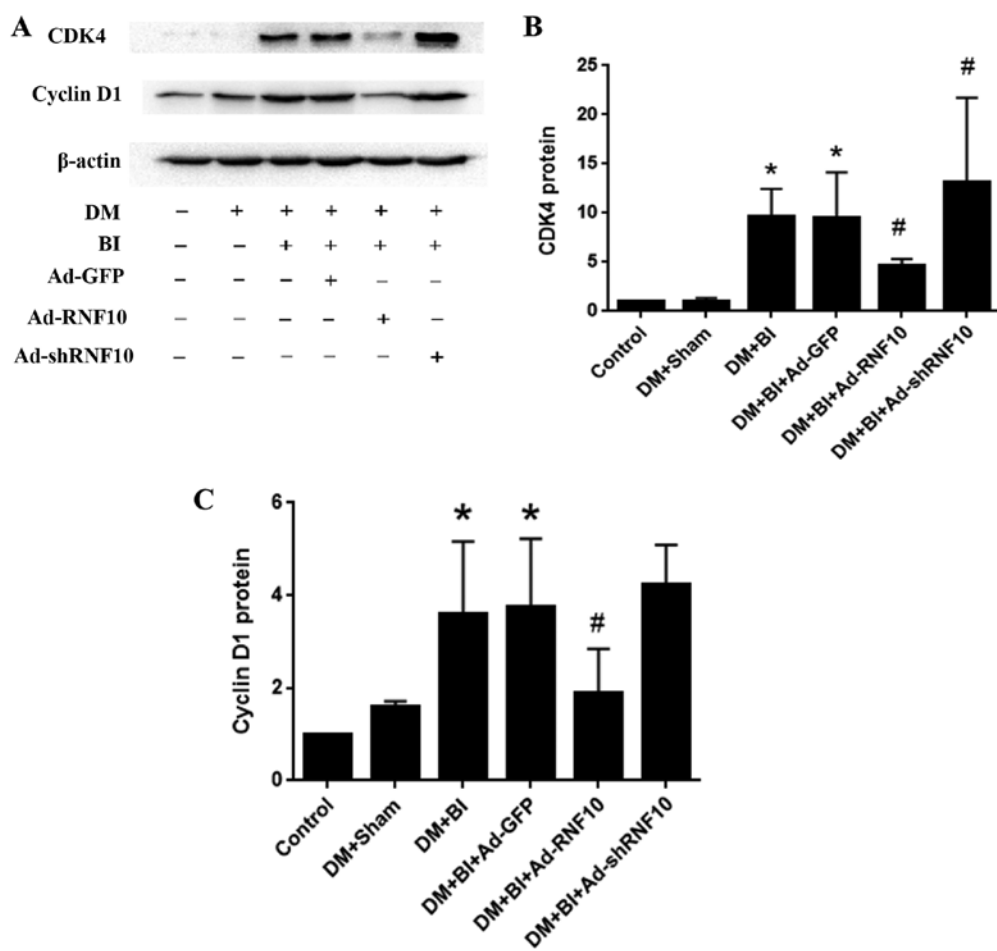 A
CDK4
Cyclin D1
β-actin
DM – + + + + +
BI – – + + + +
Ad-GFP – – – + – –
Ad-RNF10 – – – – + –
Ad-shRNF10 – – – – – +
B
CDK4 protein
25
20
15
10
5
0
* * # #
Control
DM+Sham
DM+BI
DM+BI+Ad-GFP
DM+BI+Ad-RNF10
DM+BI+Ad-shRNF10
C
Cyclin D1 protein
6
4
2
0
* * #
Control
DM+Sham
DM+BI
DM+BI+Ad-GFP
DM+BI+Ad-RNF10
DM+BI+Ad-shRNF10